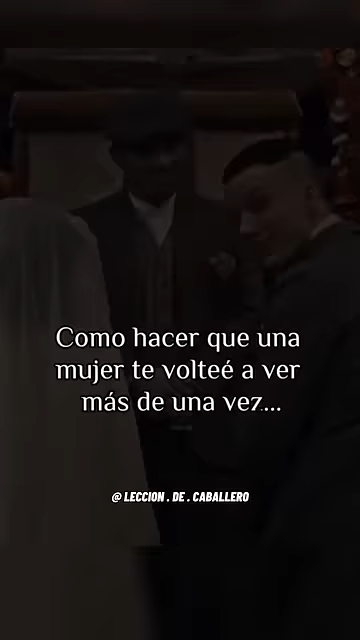 Como hacer que una
mujer te volteé a ver
más de una vez...
@ LECCION . DE . CABALLERO